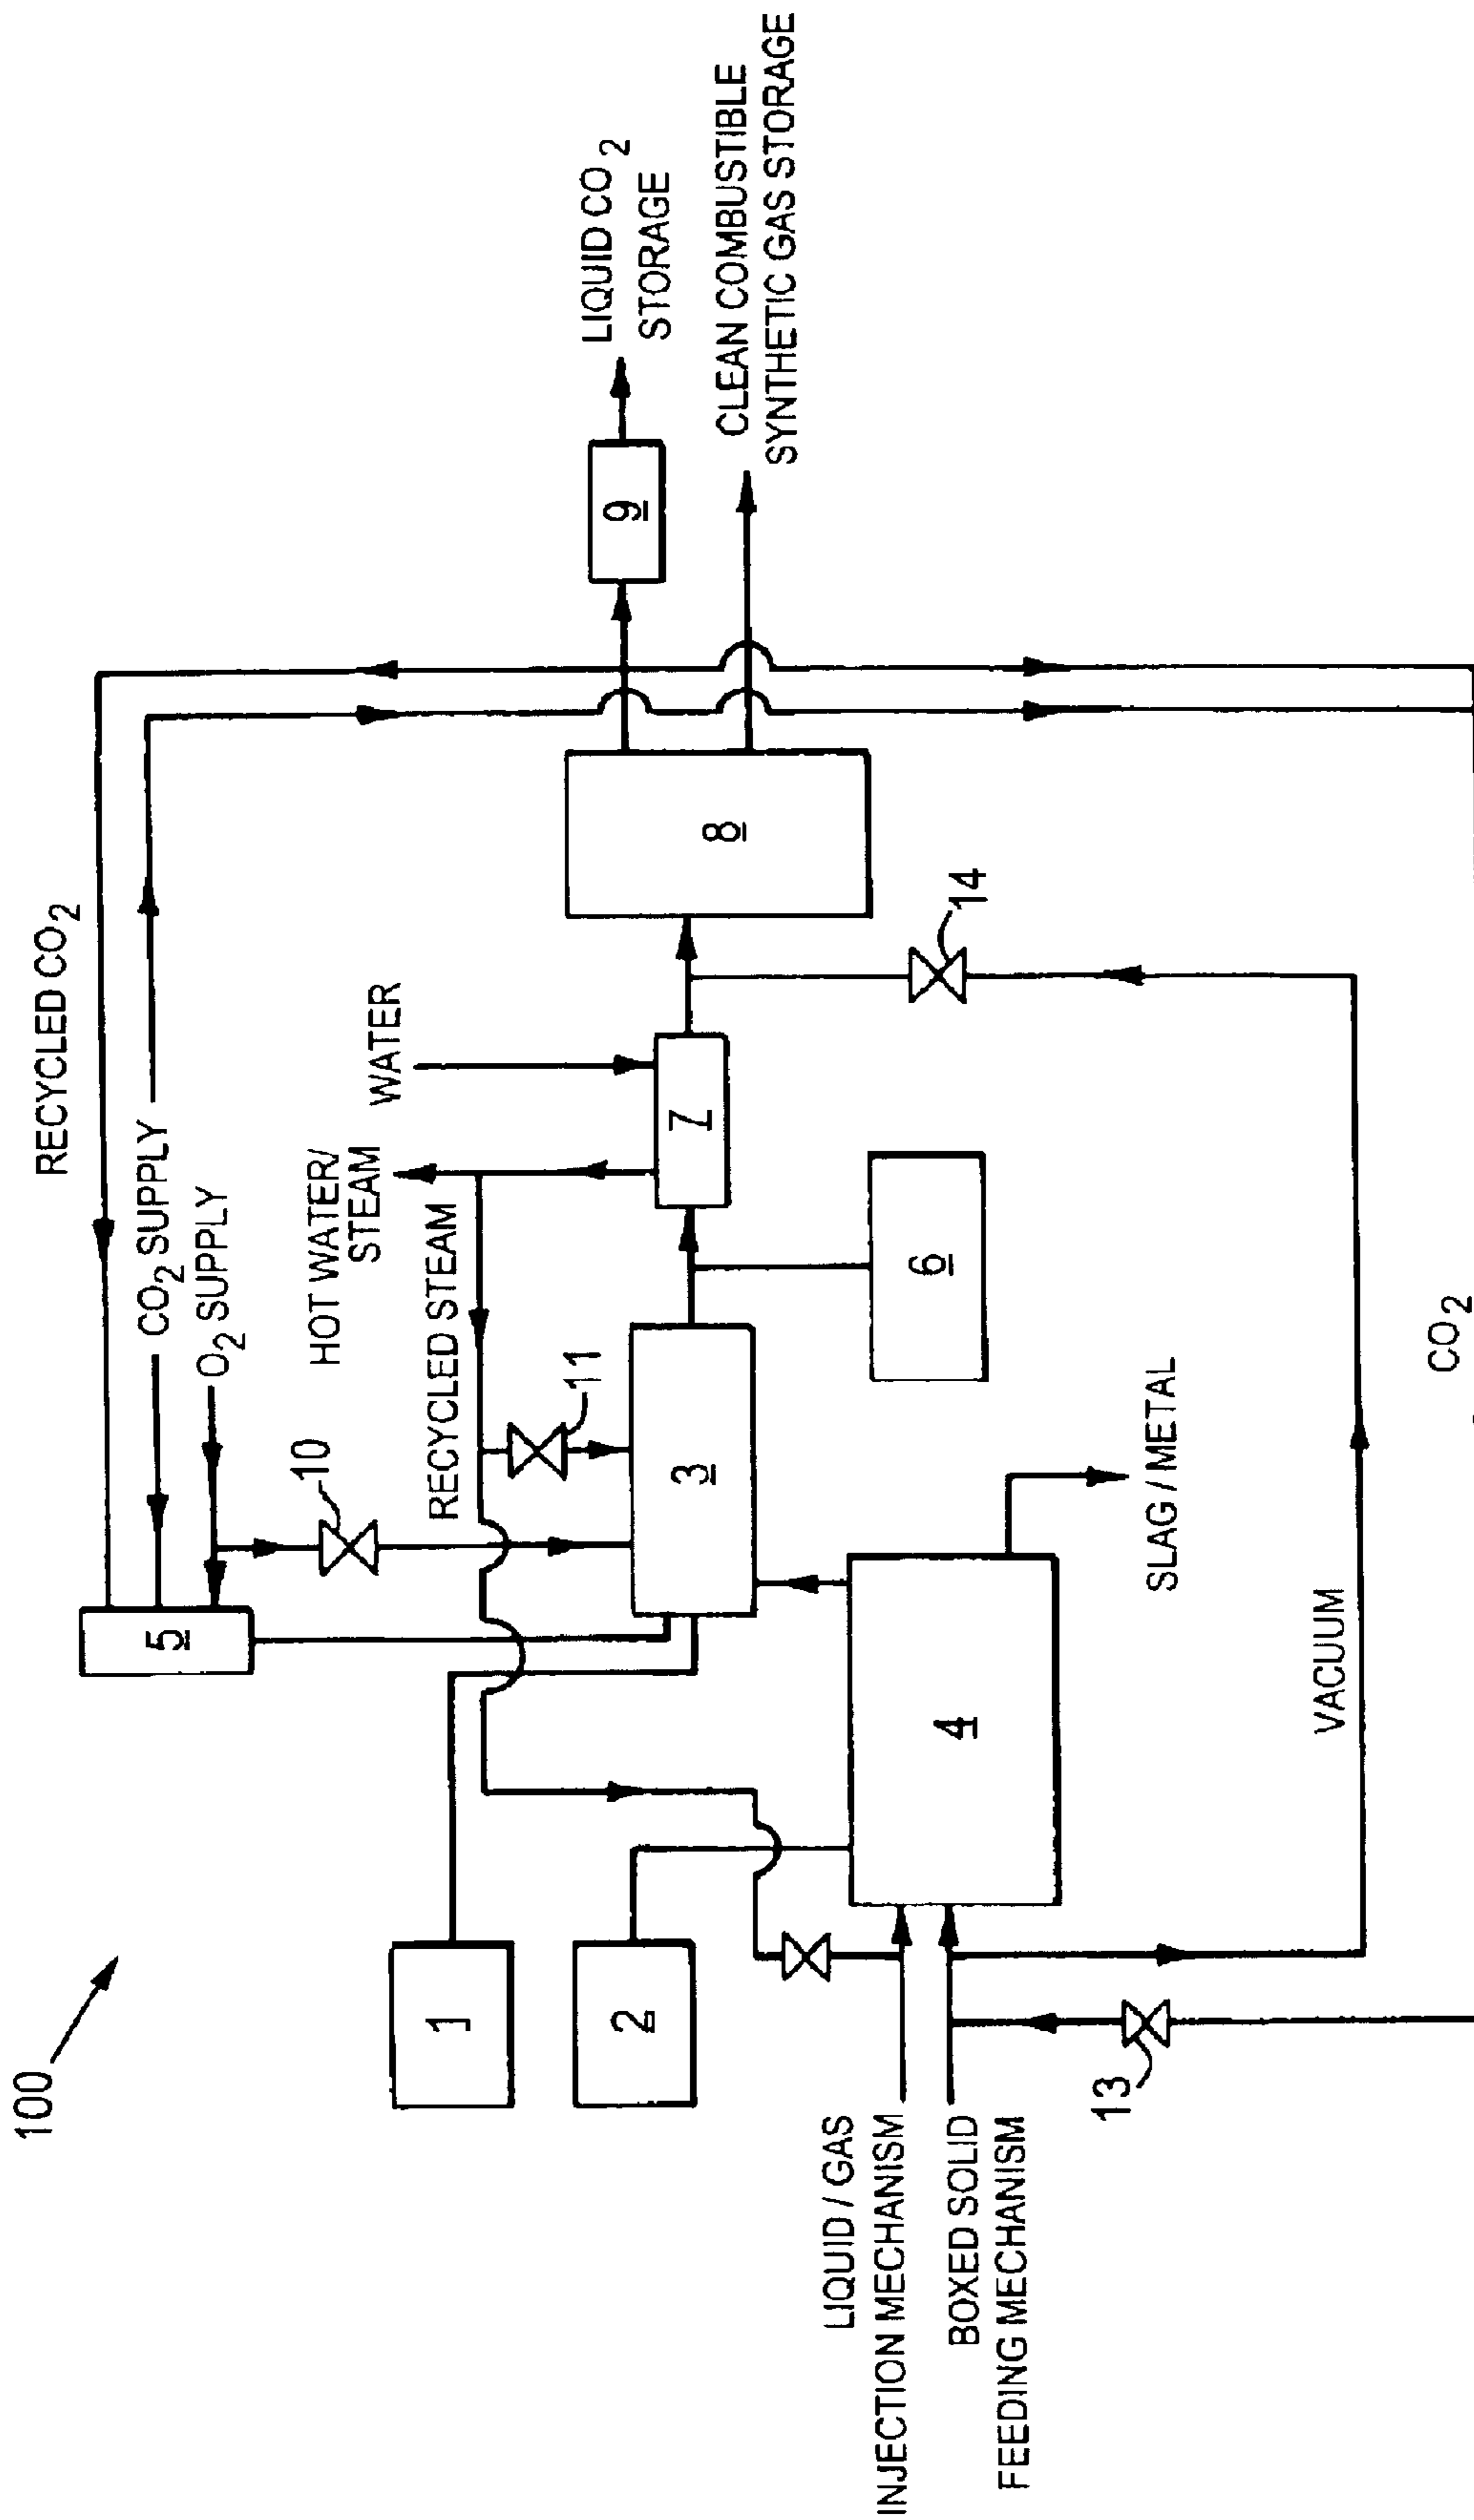 100
RECYCLED CO2
CO2 SUPPLY
O2 SUPPLY
5
10
HOT WATER/
STEAM
WATER
RECYCLED STEAM
11
1
2
3
7
6
8
9
LIQUID CO2
STORAGE
CLEAN COMBUSTIBLE
SYNTHETIC GAS STORAGE
14
4
LIQUID / GAS
INJECTION MECHANISM
BOXED SOLID
FEEDING MECHANISM
13
SLAG / METAL
VACUUM
CO2